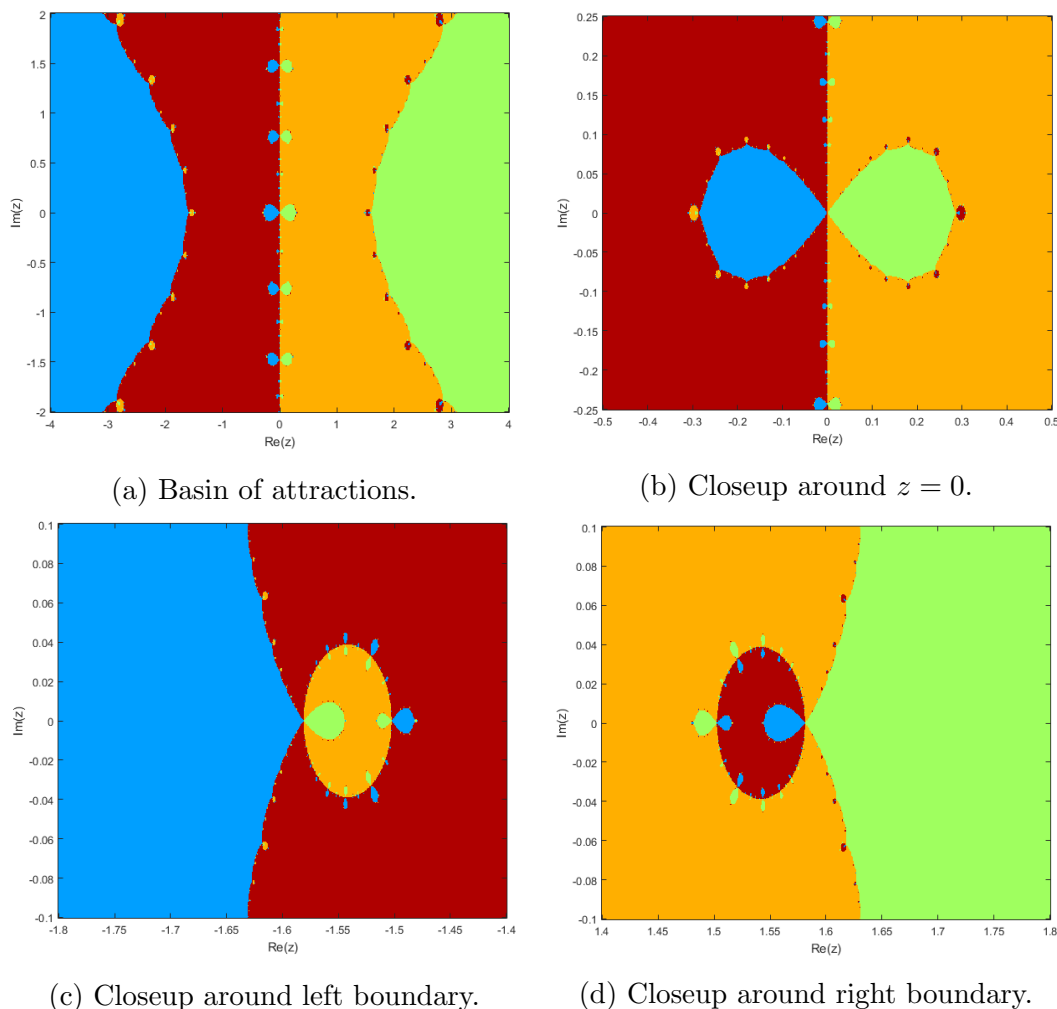 2
1.5
1
0.5
0
-0.5
-1
-1.5
-2
Im(z)
-4 -3 -2 -1 0 1 2 3 4
Re(z)
(a) Basin of attractions.
0.25
0.2
0.15
0.1
0.05
0
-0.05
-0.1
-0.15
-0.2
-0.25
Im(z)
-0.5 -0.4 -0.3 -0.2 -0.1 0 0.1 0.2 0.3 0.4 0.5
Re(z)
(b) Closeup around z = 0.
0.1
0.08
0.06
0.04
0.02
0
-0.02
-0.04
-0.06
-0.08
-0.1
Im(z)
-1.8 -1.75 -1.7 -1.65 -1.6 -1.55 -1.5 -1.45 -1.4
Re(z)
(c) Closeup around left boundary.
0.1
0.08
0.06
0.04
0.02
0
-0.02
-0.04
-0.06
-0.08
-0.1
Im(z)
1.4 1.45 1.5 1.55 1.6 1.65 1.7 1.75 1.8
Re(z)
(d) Closeup around right boundary.